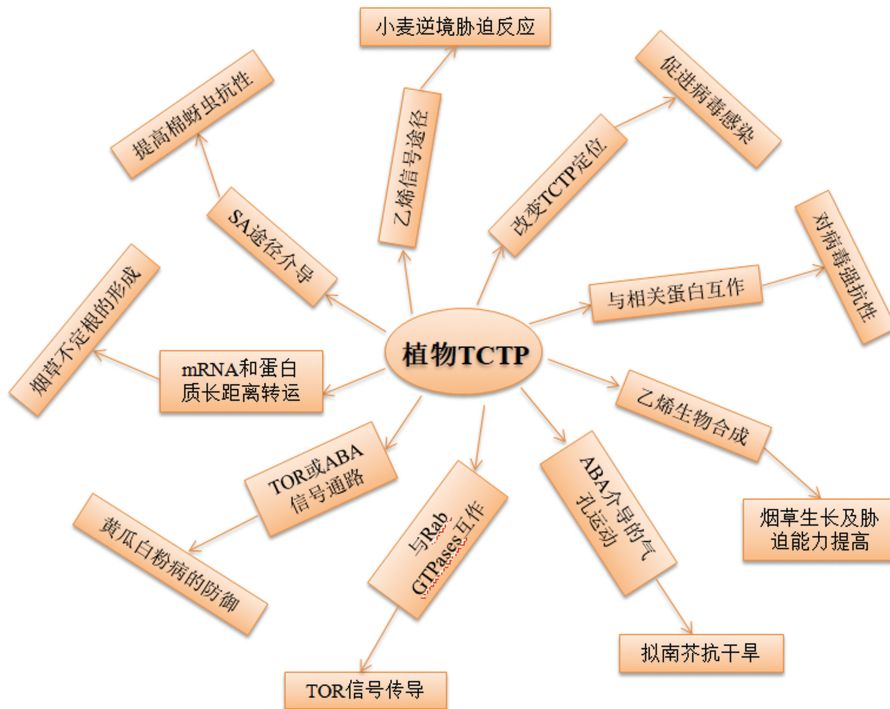 小麦逆境胁迫反应
提高棉蚜虫抗性
乙烯信号途径
促进病毒感染
改变TCTP定位
SA途径介导
对病毒强抗性
与相关蛋白互作
烟草不定根的形成
mRNA和蛋白
质长距离转运
植物TCTP
乙烯生物合成
TOR或ABA
信号通路
ABA介导的气
孔运动
烟草生长及胁
迫能力提高
黄瓜白粉病的防御
与Rab
GTPases互作
拟南芥抗干旱
TOR信号传导